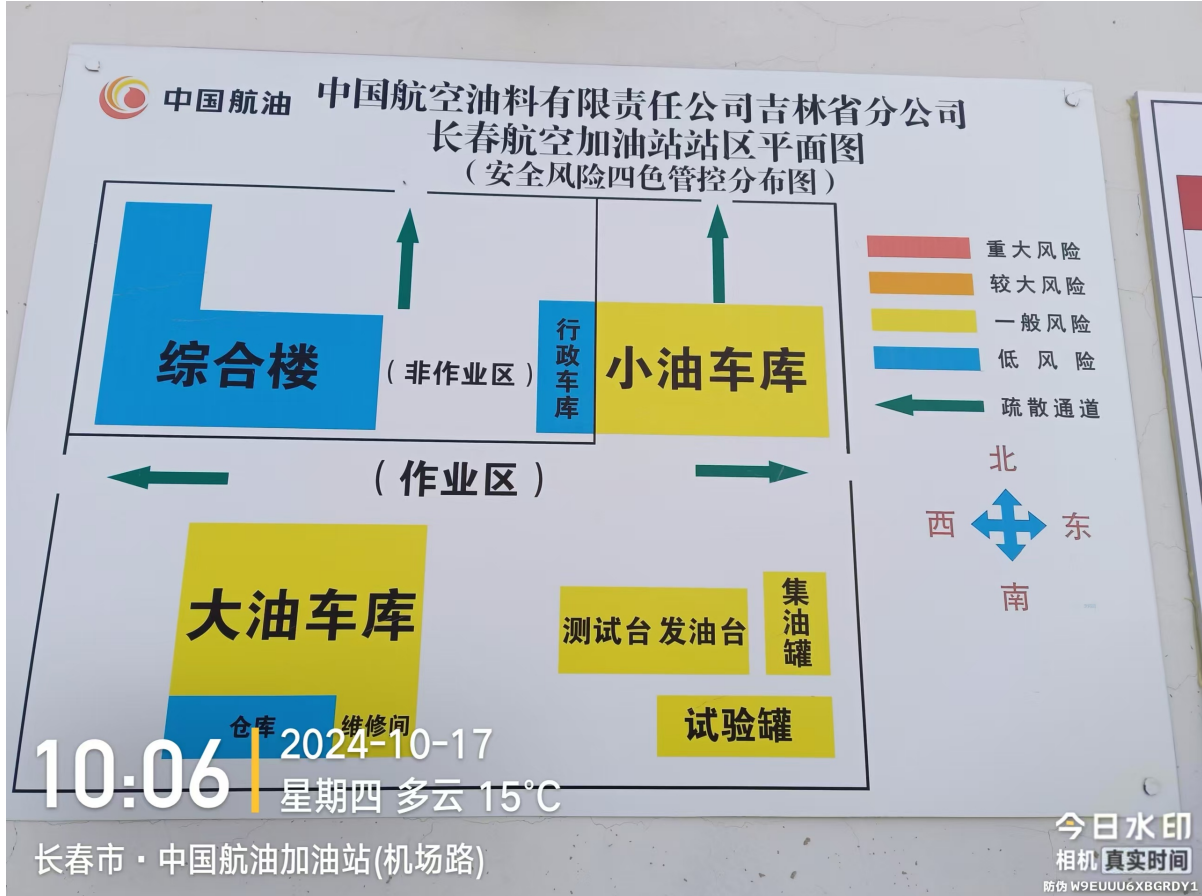 中国航油
中国航空油料有限责任公司吉林省分公司
长春航空加油站站区平面图
（安全风险四色管控分布图）
重大风险
较大风险
一般风险
低风险
疏散通道
综合楼
（非作业区）
行政车库
小油车库
（作业区）
北
西
东
南
大油车库
仓库
维修间
测试台 发油台
集油罐
试验罐
10:06
2024-10-17
星期四 多云 15°C
长春市·中国航油加油站(机场路)
今日水印
相机 真实时间
防伪 W9EUUU6XBGRDY1